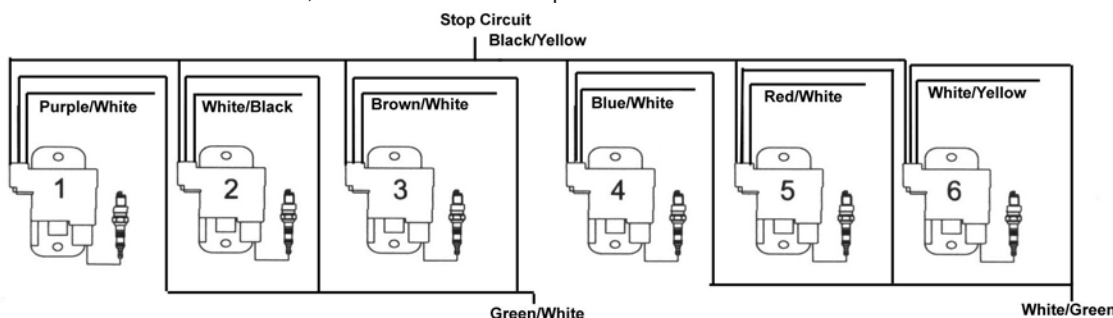 Stop Circuit
Black/Yellow
Purple/White
White/Black
Brown/White
Blue/White
Red/White
White/Yellow
1
2
3
4
5
6
Green/White
White/Green